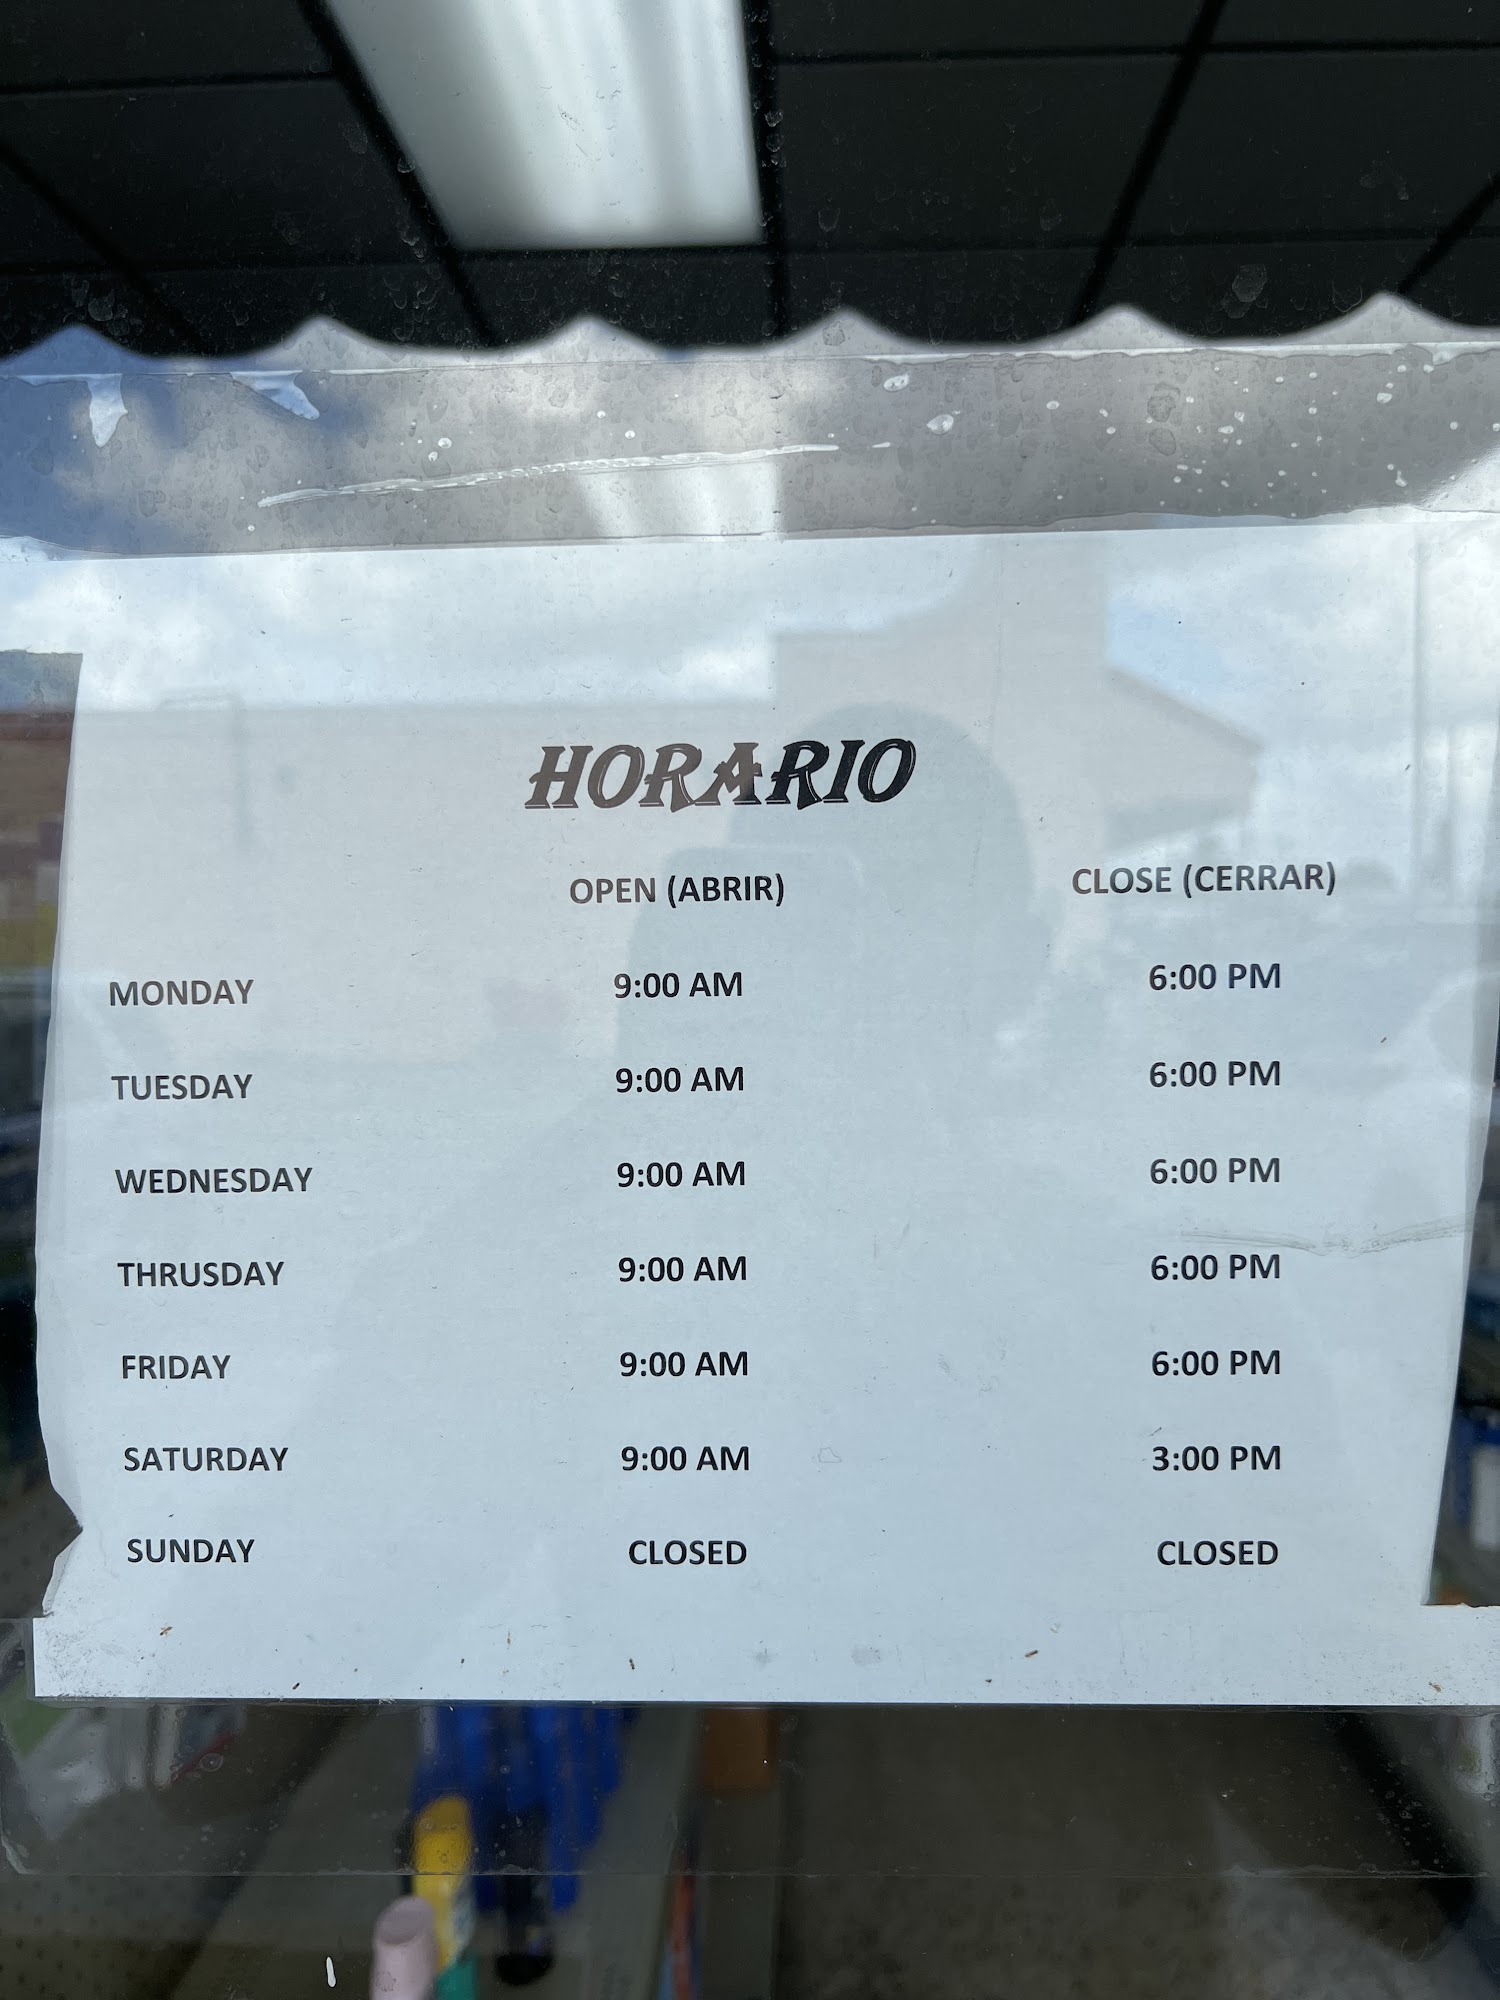 HORARIO
OPEN (ABRIR) CLOSE (CERRAR)
MONDAY 9:00 AM 6:00 PM
TUESDAY 9:00 AM 6:00 PM
WEDNESDAY 9:00 AM 6:00 PM
THRUSDAY 9:00 AM 6:00 PM
FRIDAY 9:00 AM 6:00 PM
SATURDAY 9:00 AM 3:00 PM
SUNDAY CLOSED CLOSED